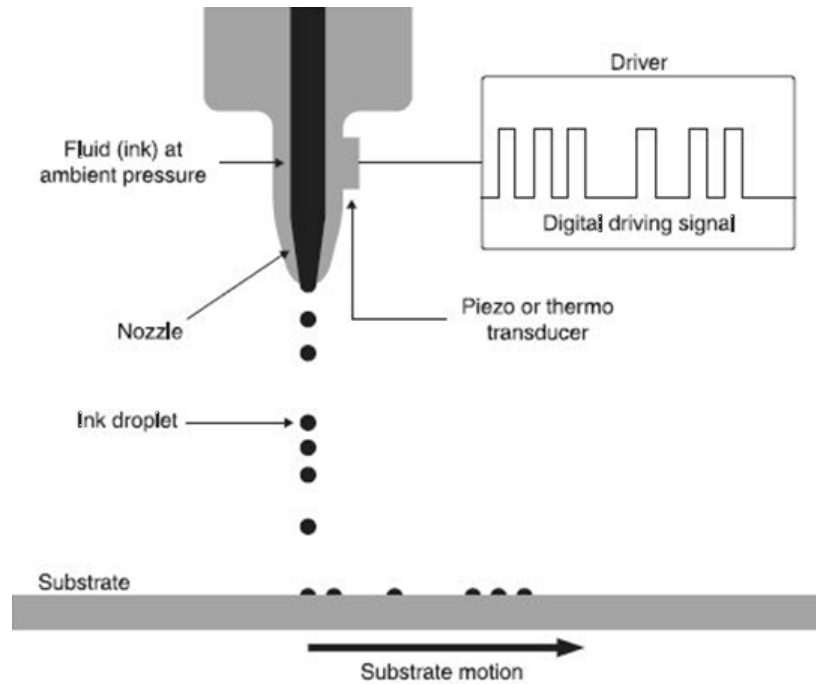 Driver
Fluid (ink) at
ambient pressure
Digital driving signal
Nozzle
Piezo or thermo
transducer
Ink droplet
Substrate
Substrate motion